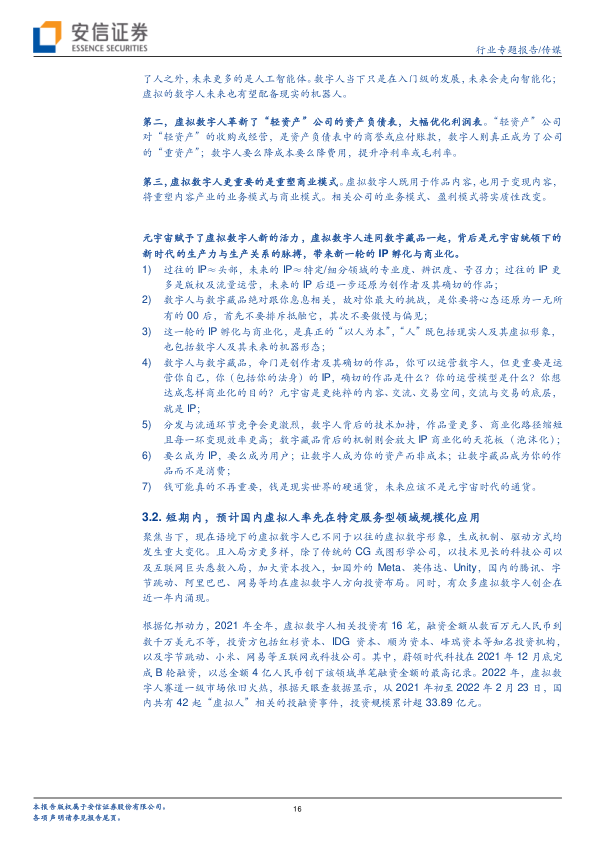 安信证券
ESSENCE SECURITIES
行业专题报告/传媒
了人之外，未来更多的是人工智能体。数字人当下只是在入门级的发展，未来会走向智能化；
虚拟的数字人未来也有望配备现实的机器人。
第二，虚拟数字人革新了“轻资产”公司的资产负债表，大幅优化利润表。“轻资产”公司
对“轻资产”的收购或经营，是资产负债表中的商誉或应付账款，数字人则真正成为了公司
的“重资产”；数字人要么降成本要么降费用，提升净利率或毛利率。
第三，虚拟数字人更重要的是重塑商业模式。虚拟数字人既用于作品内容，也用于变现内容，
将重塑内容产业的业务模式与商业模式。相关公司的业务模式、盈利模式将实质性改变。
元宇宙赋予了虚拟数字人新的活力，虚拟数字人连同数字藏品一起，背后是元宇宙统领下的
新时代的生产力与生产关系的脉搏，带来新一轮的 IP 孵化与商业化。
1) 过往的 IP≈头部，未来的 IP≈特定/细分领域的专业度、辨识度、号召力；过往的 IP 更
多是版权及流量运营，未来的 IP 后退一步还原为创作者及其确切的作品；
2) 数字人与数字藏品绝对跟你息息相关，故对你最大的挑战，是你要将心态还原为一无所
有的 00 后，首先不要排斥抵触它，其次不要傲慢与偏见；
3) 这一轮的 IP 孵化与商业化，是真正的“以人为本”，“人”既包括现实人及其虚拟形象，
也包括数字人及其未来的机器形态；
4) 数字人与数字藏品，命门是创作者及其确切的作品，你可以运营数字人，但更重要是运
营你自己，你（包括你的法身）的 IP，确切的作品是什么？你的运营模型是什么？你想
达成怎样商业化的目的？元宇宙是更纯粹的内容、交流、交易空间，交流与交易的底层，
就是 IP；
5) 分发与流通环节竞争会更激烈，数字人背后的技术加持，作品量更多、商业化路径缩短
且每一环变现效率更高；数字藏品背后的机制则会放大 IP 商业化的天花板（泡沫化）；
6) 要么成为 IP，要么成为用户；让数字人成为你的资产而非成本；让数字藏品成为你的作
品而不是消费；
7) 钱可能真的不再重要，钱是现实世界的硬通货，未来应该不是元宇宙时代的通货。
3.2. 短期内，预计国内虚拟人率先在特定服务型领域规模化应用
聚焦当下，现在语境下的虚拟数字人已不同于以往的虚拟数字形象，生成机制、驱动方式均
发生重大变化。且入局方更多样，除了传统的 CG 或图形学公司，以技术见长的科技公司以
及互联网巨头悉数入局，加大资本投入，如国外的 Meta、英伟达、Unity，国内的腾讯、字
节跳动、阿里巴巴、网易等均在虚拟数字人方向投资布局。同时，有众多虚拟数字人创企在
近一年内涌现。
根据亿邦动力，2021 年全年，虚拟数字人相关投资有 16 笔，融资金额从数百万元人民币到
数千万美元不等，投资方包括红杉资本、IDG 资本、顺为资本、峰瑞资本等知名投资机构，
以及字节跳动、小米、网易等互联网或科技公司。其中，蔚领时代科技在 2021 年 12 月底完
成 B 轮融资，以总金额 4 亿人民币创下该领域单笔融资金额的最高记录。2022 年，虚拟数
字人赛道一级市场依旧火热，根据天眼查数据显示，从 2021 年初至 2022 年 2 月 23 日，国
内共有 42 起“虚拟人”相关的投融资事件，投资规模累计超 33.89 亿元。
本报告版权属于安信证券股份有限公司。
各项声明请参见报告尾页。
16